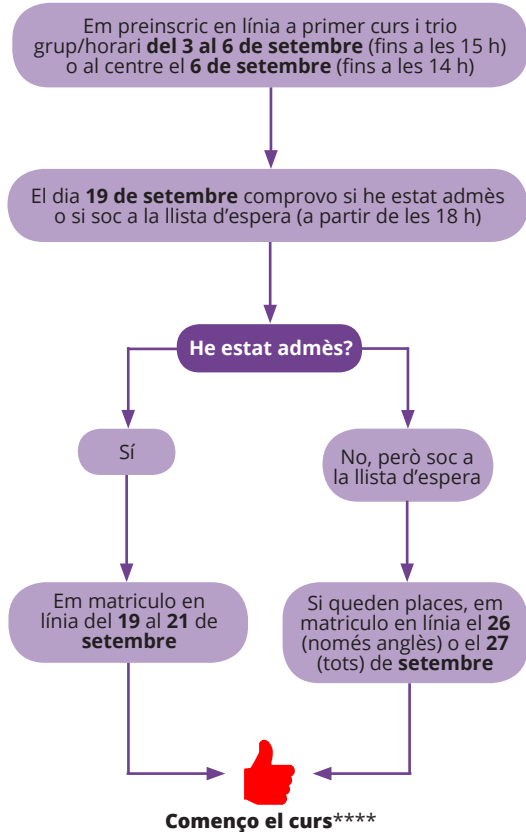 Em preinscric en línia a primer curs i trio
grup/horari del 3 al 6 de setembre (fins a les 15 h)
o al centre el 6 de setembre (fins a les 14 h)
El dia 19 de setembre comprovo si he estat admès
o si soc a la llista d'espera (a partir de les 18 h)
He estat admès?
Sí
No, però soc a
la llista d'espera
Em matriculo en
línia del 19 al 21 de
setembre
Si queden places, em
matriculo en línia el 26
(només anglès) o el 27
(tots) de setembre
Començo el curs****